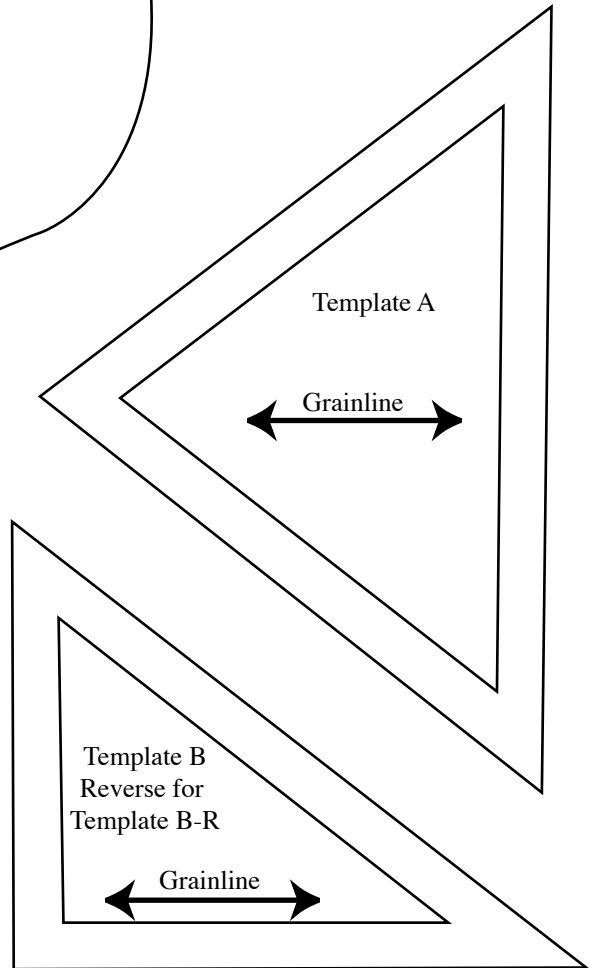 Template A
Grainline
Template B
Reverse for
Template B-R
Grainline